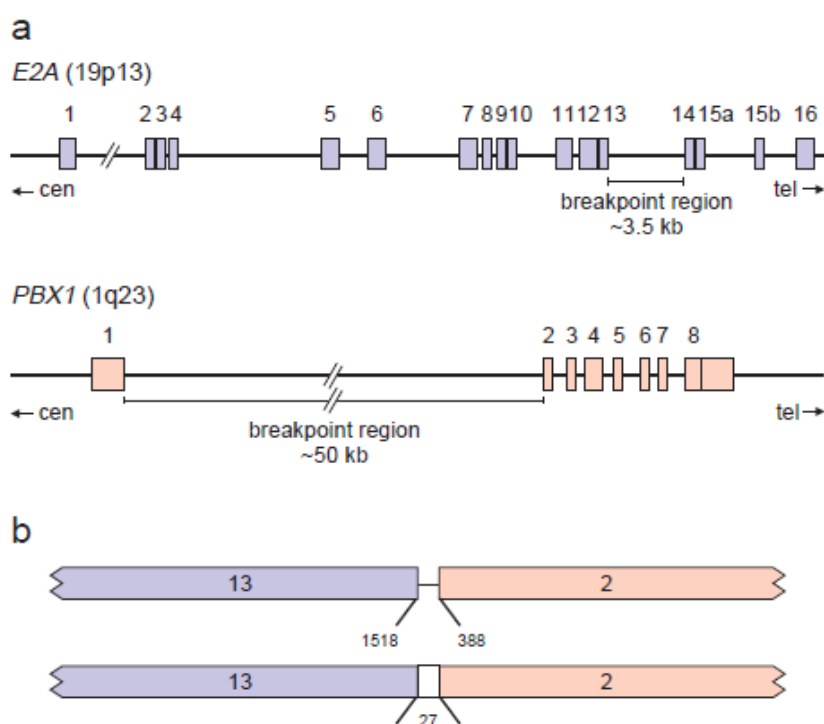 a
E2A (19p13)
1 2 3 4 5 6 7 8 9 10 11 12 13 14 15a 15b 16
← cen tel →
breakpoint region
~3.5 kb
PBX1 (1q23)
1 2 3 4 5 6 7 8
← cen tel →
breakpoint region
~50 kb
b
13 2
1518 388
13 2
27